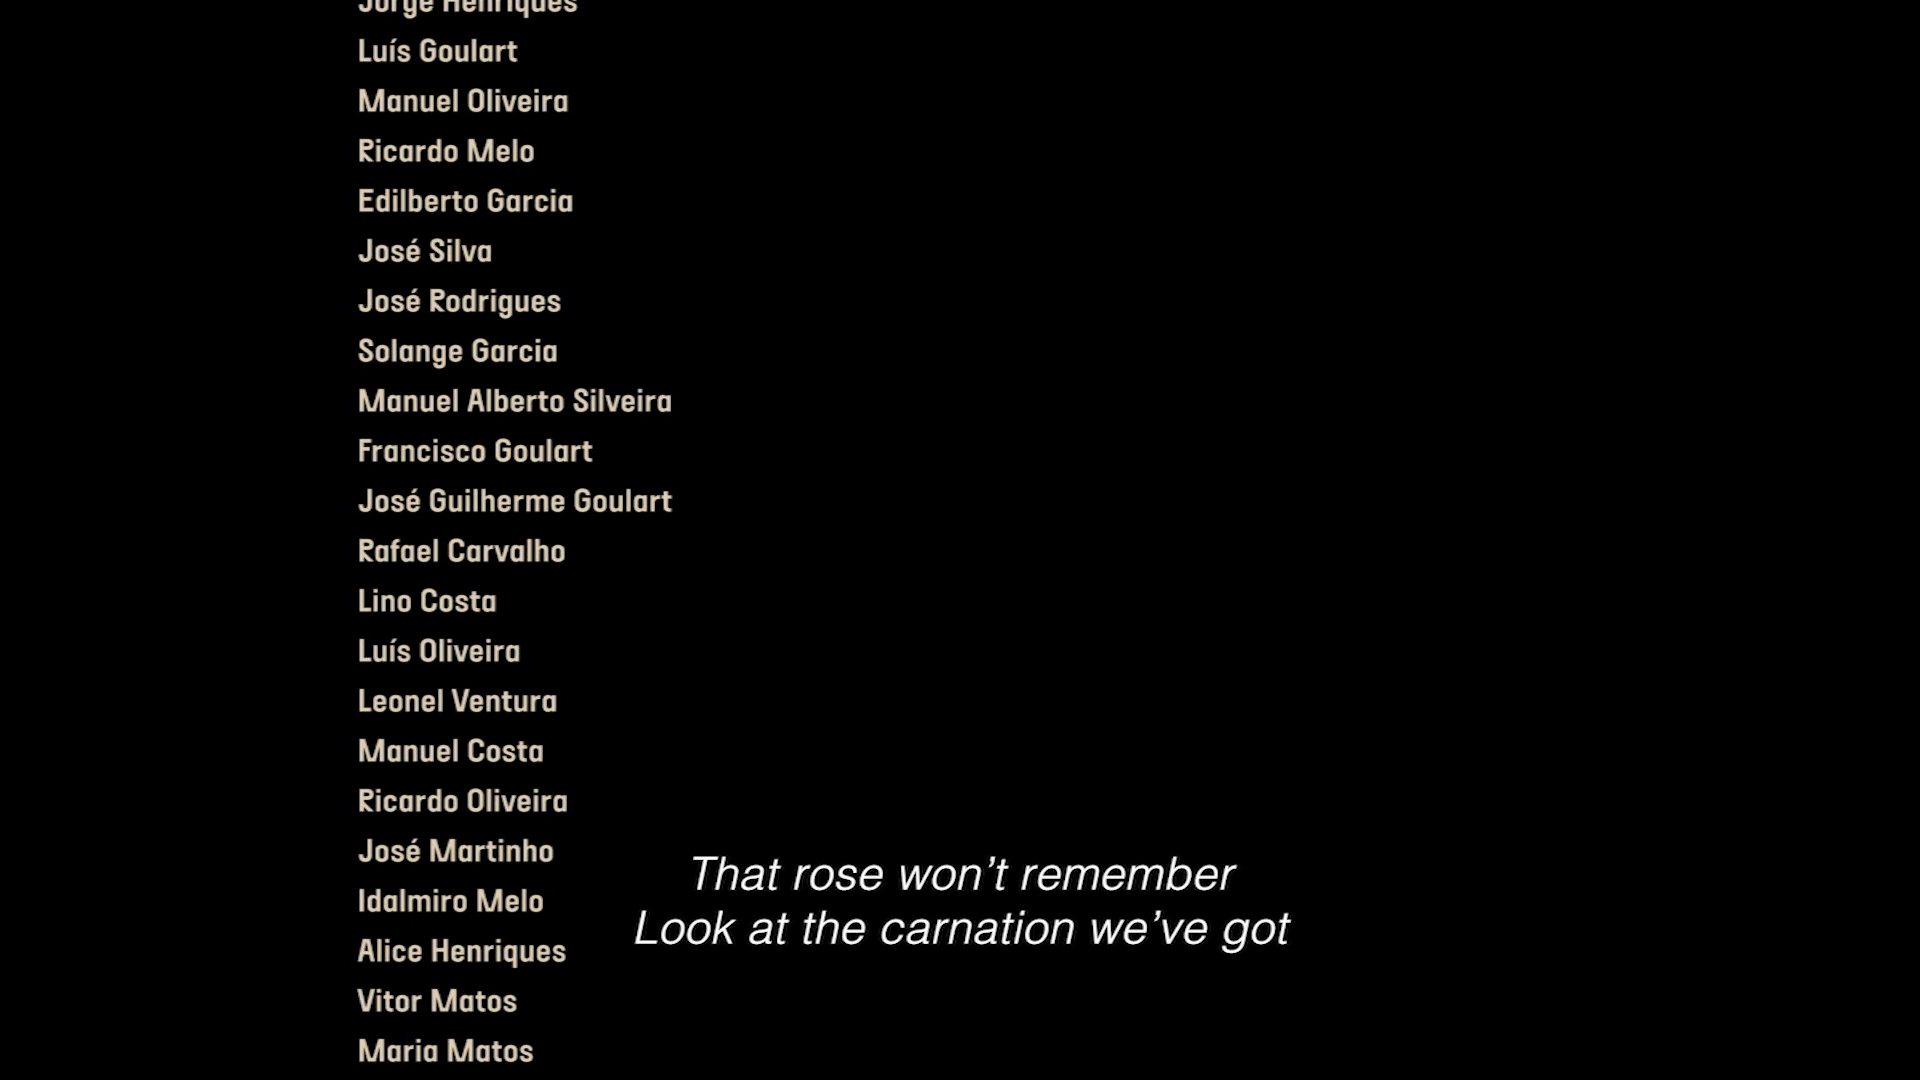 Jorge Henriques
Luís Goulart
Manuel Oliveira
Ricardo Melo
Edilberto Garcia
José Silva
José Rodrigues
Solange Garcia
Manuel Alberto Silveira
Francisco Goulart
José Guilherme Goulart
Rafael Carvalho
Lino Costa
Luís Oliveira
Leonel Ventura
Manuel Costa
Ricardo Oliveira
José Martinho
Idalmiro Melo
Alice Henriques
Vitor Matos
Maria Matos
That rose won’t remember
Look at the carnation we’ve got